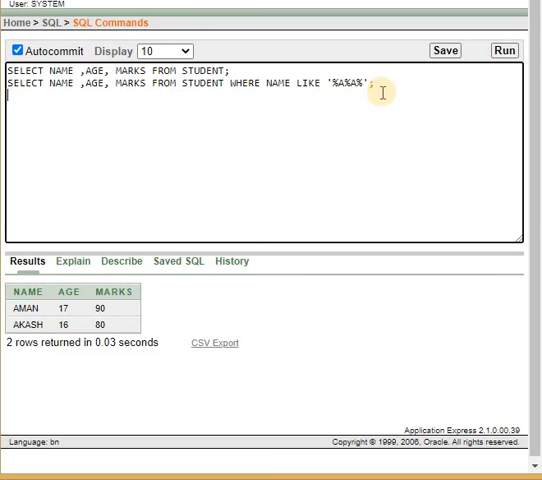 User: SYSTEM
Home > SQL > SQL Commands
Autocommit Display 10 Save Run
SELECT NAME ,AGE, MARKS FROM STUDENT;
SELECT NAME ,AGE, MARKS FROM STUDENT WHERE NAME LIKE '%A%A%';
Results Explain Describe Saved SQL History
NAME AGE MARKS
AMAN 17 90
AKASH 16 80
2 rows returned in 0.03 seconds CSV Export
Application Express 2.1.0.00.39
Language: bn Copyright © 1999, 2006, Oracle. All rights reserved.